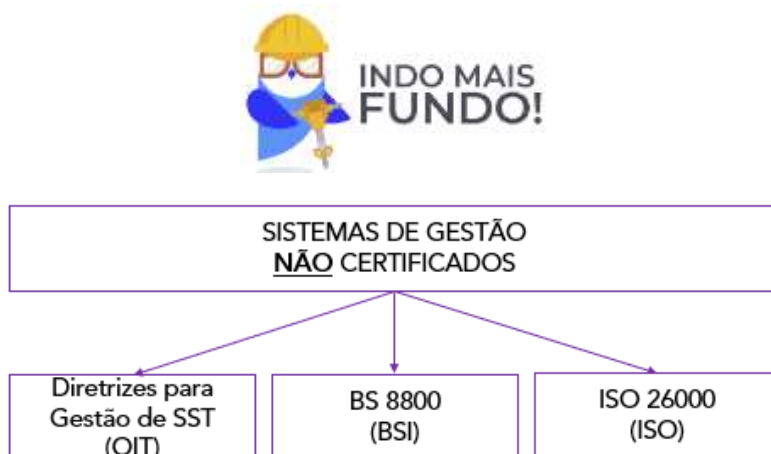 INDO MAIS
FUNDO!
SISTEMAS DE GESTÃO
NÃO CERTIFICADOS
Diretrizes para
Gestão de SST
(OIT)
BS 8800
(BSI)
ISO 26000
(ISO)